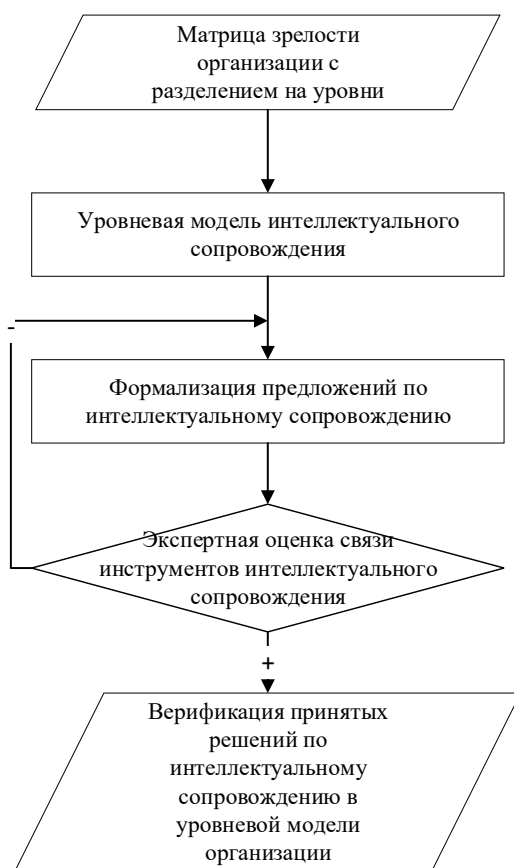 Матрица зрелости
организации с
разделением на уровни
Уровневая модель интеллектуального
сопровождения
-
Формализация предложений по
интеллектуальному сопровождению
Экспертная оценка связи
инструментов интеллектуального
сопровождения
+
Верификация принятых
решений по
интеллектуальному
сопровождению в
уровневой модели
организации